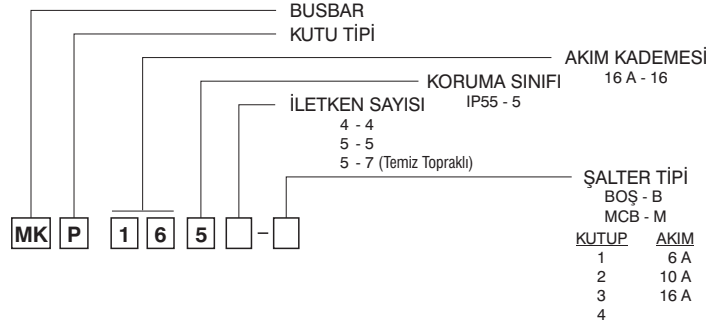 BUSBAR
KUTU TİPİ
AKIM KADEMESİ
16 A - 16
KORUMA SINIFI
IP55 - 5
İLETKEN SAYISI
4 - 4
5 - 5
5 - 7 (Temiz Topraklı)
ŞALTER TİPİ
BOŞ - B
MCB - M
KUTUP AKIM
1 6 A
2 10 A
3 16 A
4
MK P 1 6 5 -